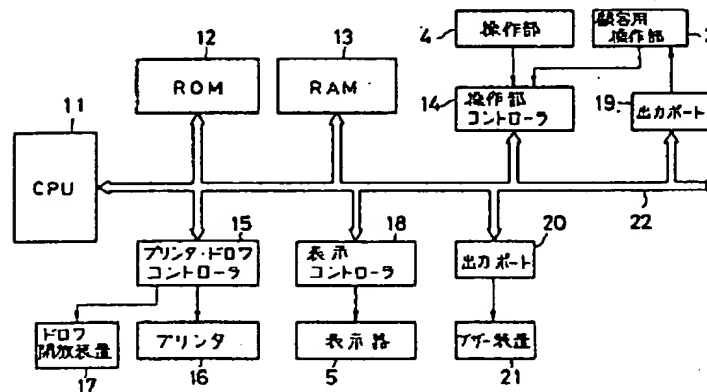 12
ROM
13
RAM
4
操作部
顧客用
操作部
14
操作部
コントローラ
19
出力ポート
11
CPU
22
15
プリンタ・ドロワ
コントローラ
18
表示
コントローラ
20
出力ポート
ドロワ
開放装置
17
プリンタ
16
表示器
5
ブザー装置
21